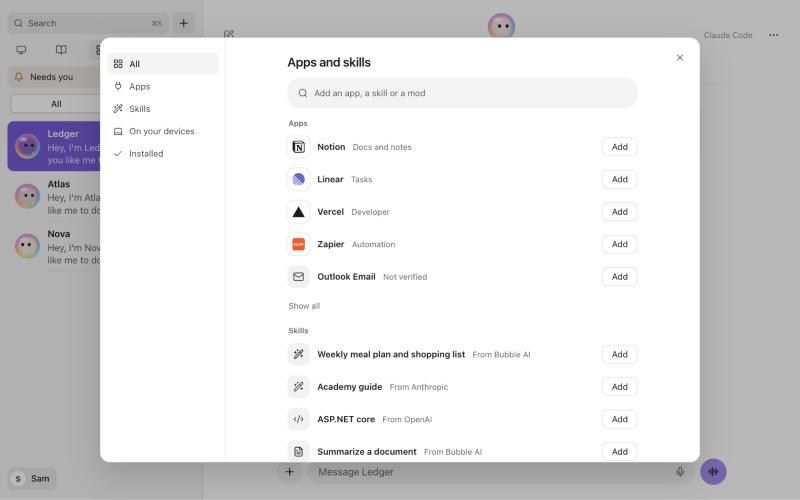 Search ⌘K
Needs you
All
Ledger
Hey, I'm Led
you like me t
Atlas
Hey, I'm Atla
like me to do
Nova
Hey, I'm Nov
like me to do
S Sam
Claude Code
All
Apps
Skills
On your devices
Installed
Apps and skills
Add an app, a skill or a mod
Apps
Notion Docs and notes Add
Linear Tasks Add
Vercel Developer Add
Zapier Automation Add
Outlook Email Not verified Add
Show all
Skills
Weekly meal plan and shopping list From Bubble AI Add
Academy guide From Anthropic Add
ASP.NET core From OpenAI Add
Summarize a document From Bubble AI Add
Message Ledger